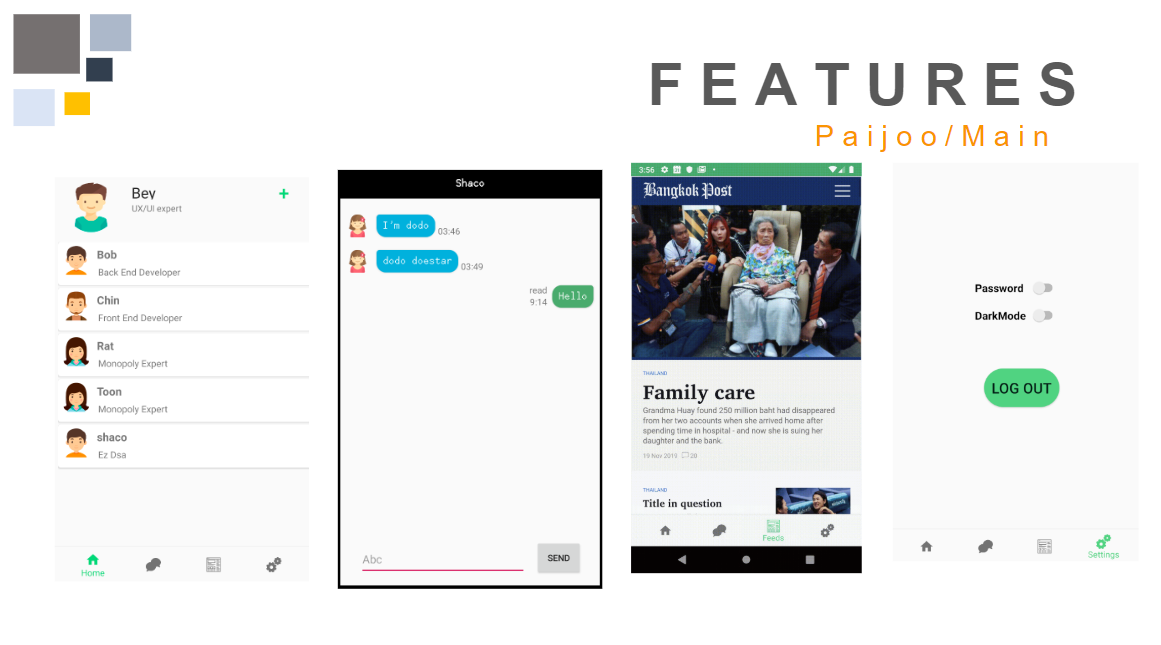 FEATURES
Paijoo/Main
Bev
UX/UI expert
+
Bob
Back End Developer
Chin
Front End Developer
Rat
Monopoly Expert
Toon
Monopoly Expert
shaco
Ez Dsa
Home
Shaco
I'm dodo 03:46
dodo doestar 03:49
read
9:14 Hello
Abc
SEND
3:56
Bangkok Post
THAILAND
Family care
Grandma Huay found 250 million baht had disappeared
from her two accounts when she arrived home after
spending time in hospital - and now she is suing her
daughter and the bank.
19 Nov 2019 20
THAILAND
Title in question
Feeds
Password
DarkMode
LOG OUT
Settings